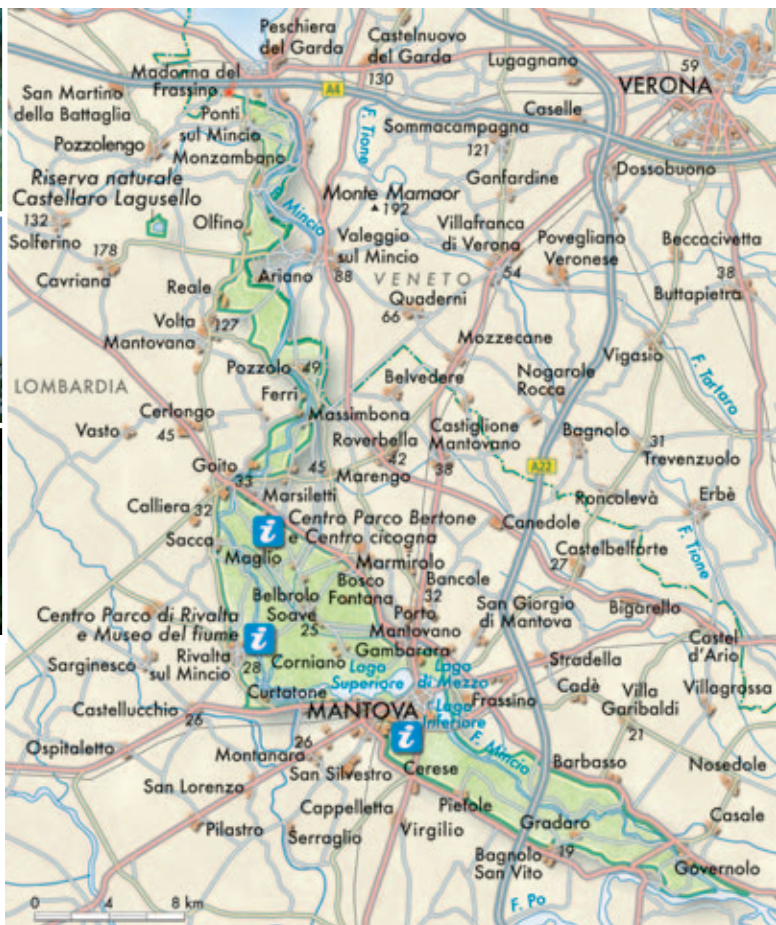 Peschiera
del Garda
Castelnuovo
del Garda
Lugagnano
59
VERONA
Madonna del
Frassino
130
A4
San Martino
della Battaglia
Ponti
sul Mincio
F. Tione
Caselle
Sommacampagna
121
Pozzolengo
Monzambano
Dossobuono
Riserva naturale
Castellaro Lagusello
Ganfardine
Monte Mamaor
192
F. Mincio
132
Solferino
Olfino
Valeggio
sul Mincio
Villafranca
di Verona
Povegliano
Veronese
Beccacivetta
178
Cavriana
Ariano
88
VENETO
54
38
Reale
Quaderni
66
Buttapietra
Volta
Mantovana
127
Mozzecane
Vigasio
Pozzolo
49
Belvedere
Nogarole
Rocca
F. Tartaro
LOMBARDIA
Ferri
Massimbona
Cerlongo
Vasto
45
Roverbella
42
Castiglione
Mantovano
Bagnolo
31
Trevenzuolo
Goito
33
45
Marengo
38
A22
Marsiletti
Calliera
32
Roncolevà
Erbè
Centro Parco Bertone
e Centro cicogna
Canedole
Sacca
Maglio
Marmirolo
Castelbelforte
27
F. Tione
Bosco
Fontana
Bancole
32
Belbrolo
Soave
25
Centro Parco di Rivalta
e Museo del fiume
Porto
Mantovano
San Giorgio
di Mantova
Bigarello
Gambarara
Castel
d'Ario
Sarginesco
Rivalta
sul Mincio
28
Corniano
Lago
Superiore
Lago
di Mezzo
Stradella
Curtatone
Frassino
Cadè
Villa
Garibaldi
Villagrossa
Castellucchio
26
MANTOVA
Lago
Inferiore
21
Ospitaletto
26
Montanara
F. Mincio
Barbasso
Nosedole
San Silvestro
Cerese
San Lorenzo
Cappelletta
Pietole
Casale
Pilastro
Serraglio
Virgilio
Gradaro
Bagnolo
San Vito
19
Governolo
F. Po
0 4 8 km